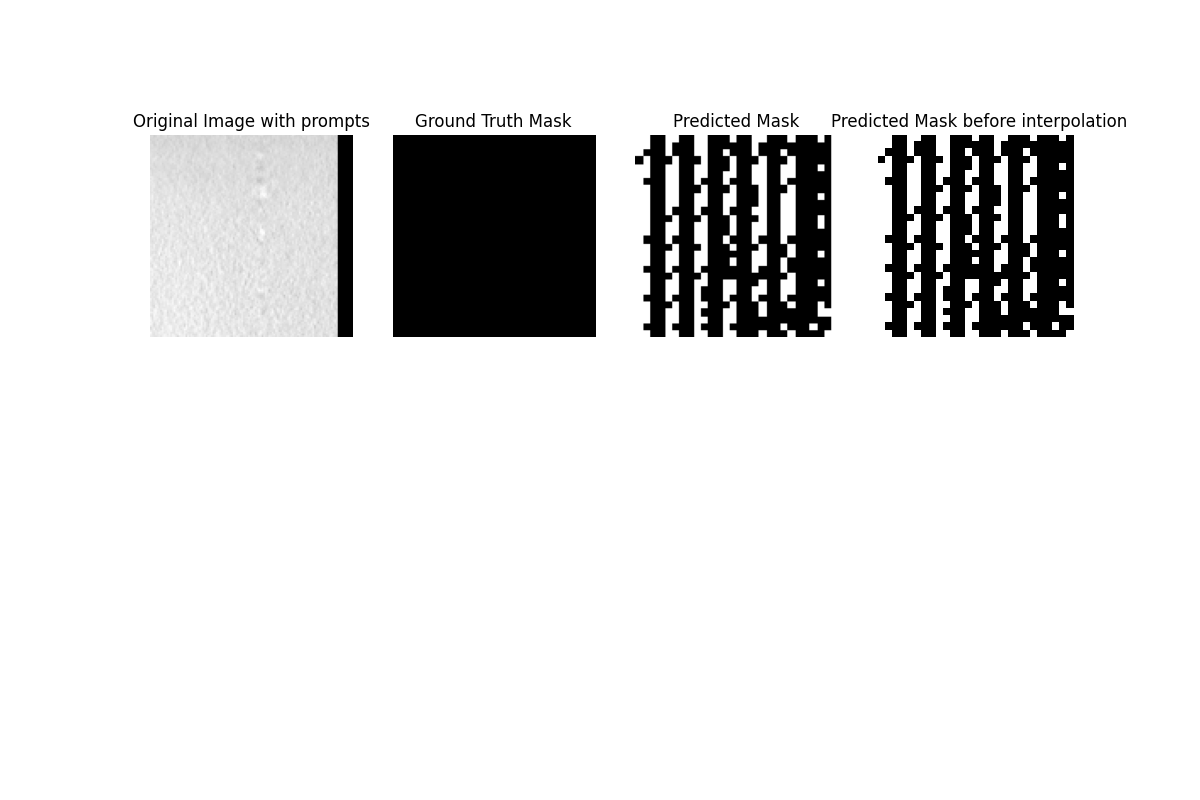 Original Image with prompts
Ground Truth Mask
Predicted Mask
Predicted Mask before interpolation